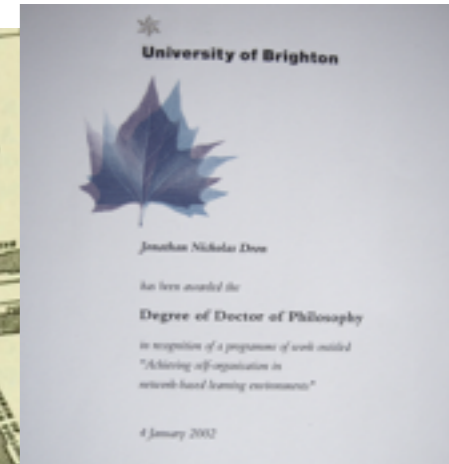 University of Brighton
Jonathan Nicholas Dron
has been awarded the
Degree of Doctor of Philosophy
in recognition of a programme of work entitled
"Achieving self-organisation in
network-based learning environments"
4 January 2002